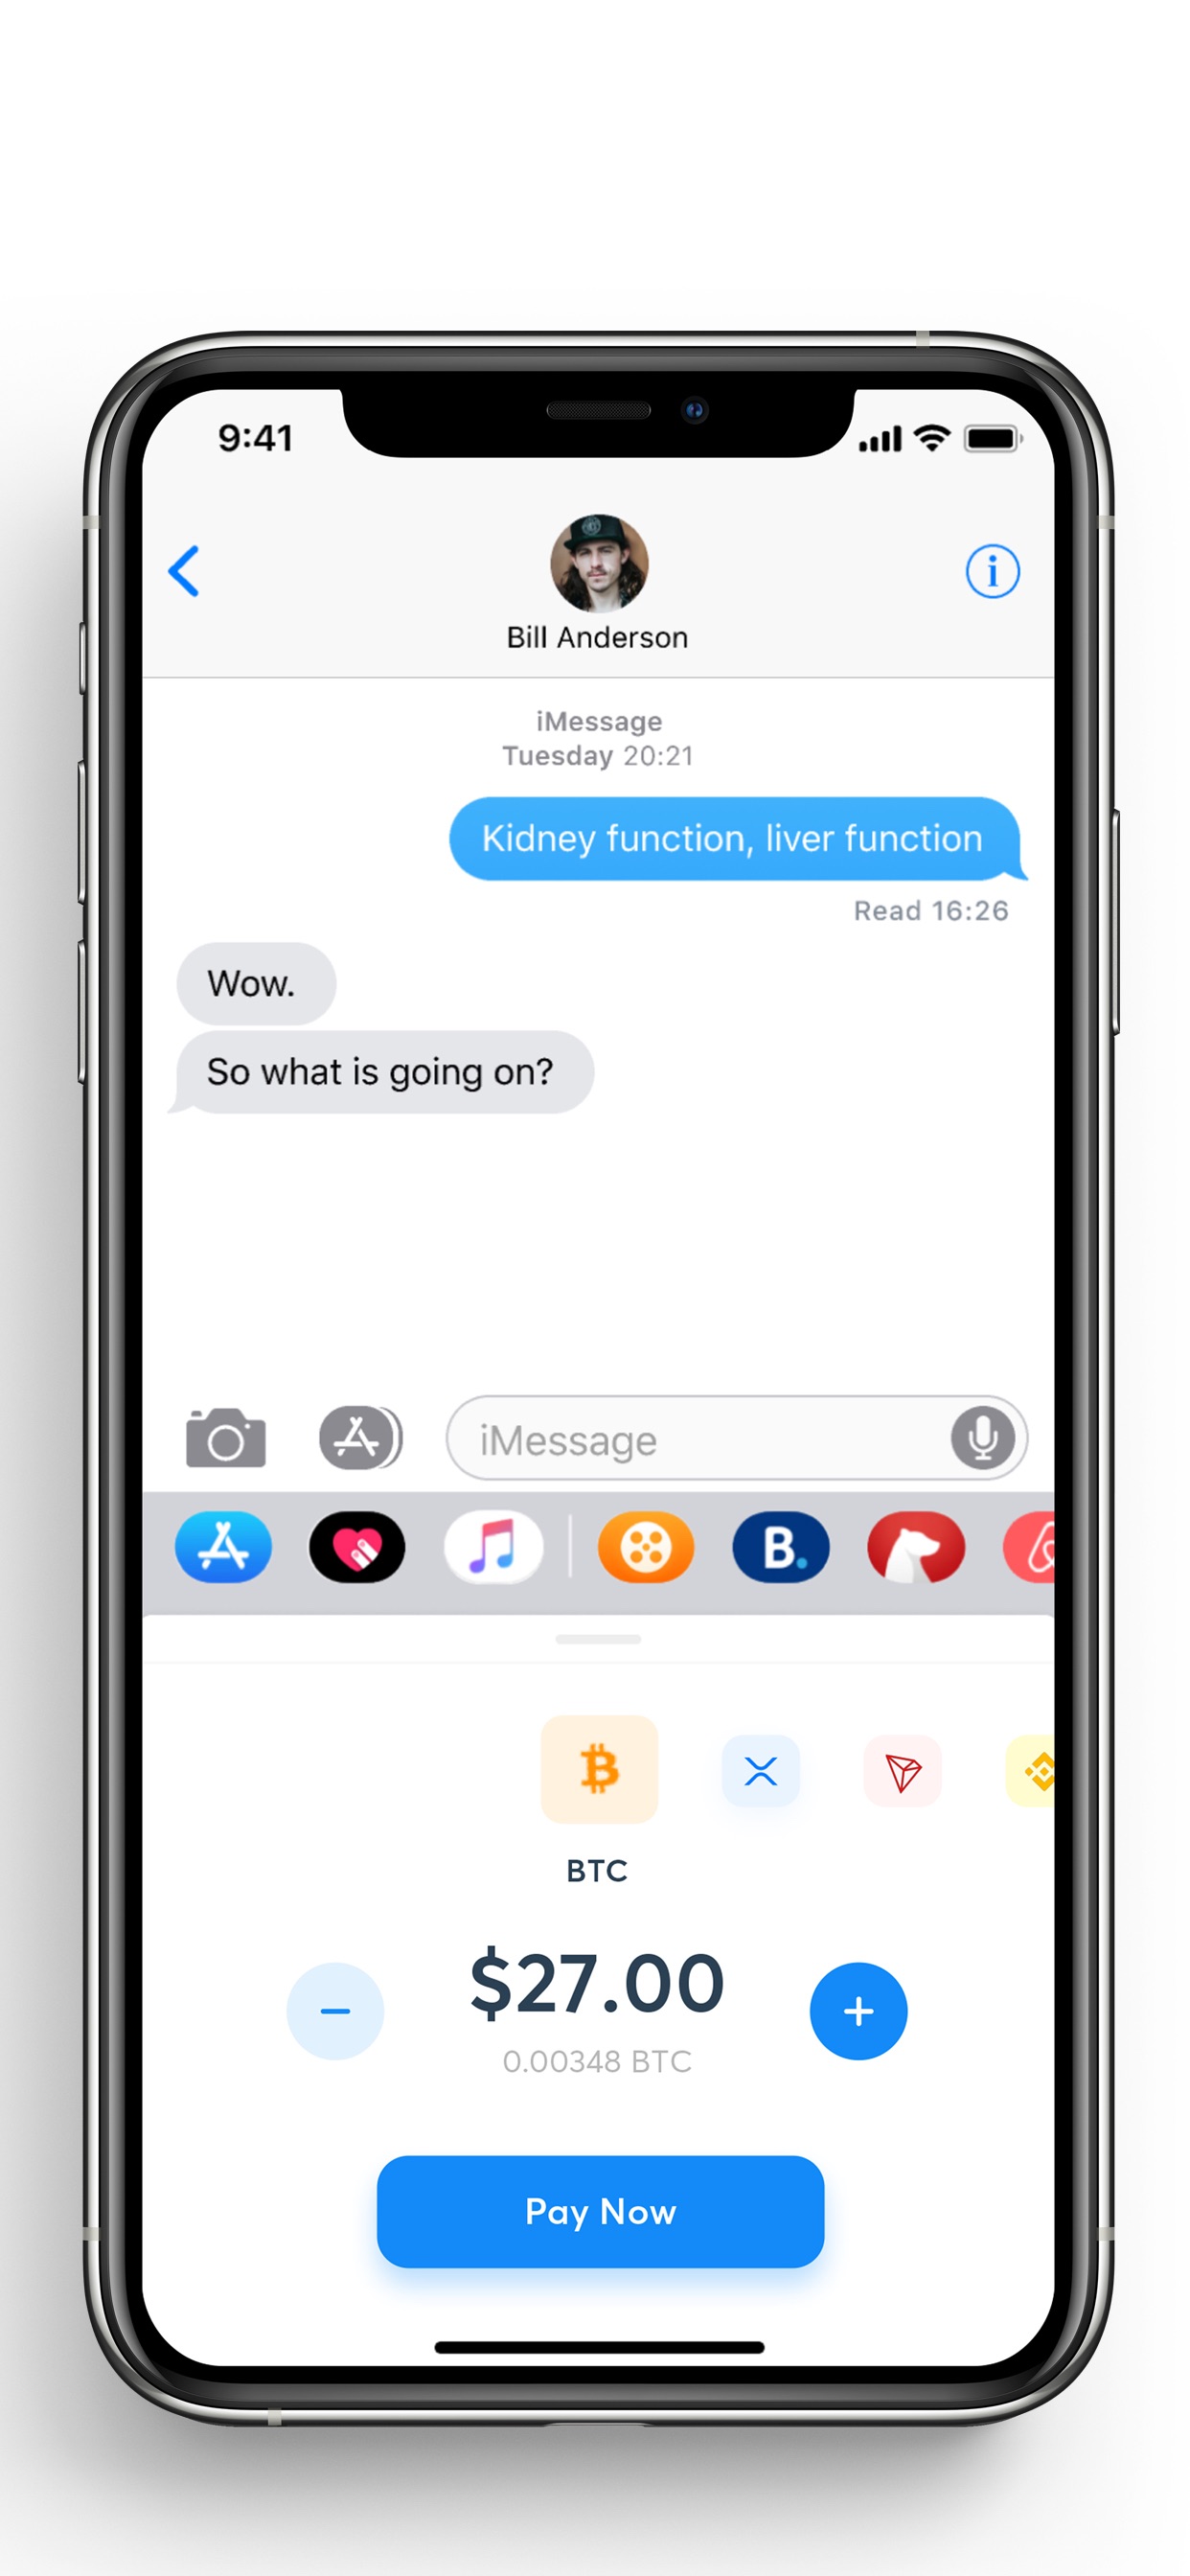 9:41
Bill Anderson
iMessage
Tuesday 20:21
Kidney function, liver function
Read 16:26
Wow.
So what is going on?
iMessage
B.
BTC
$27.00
0.00348 BTC
Pay Now